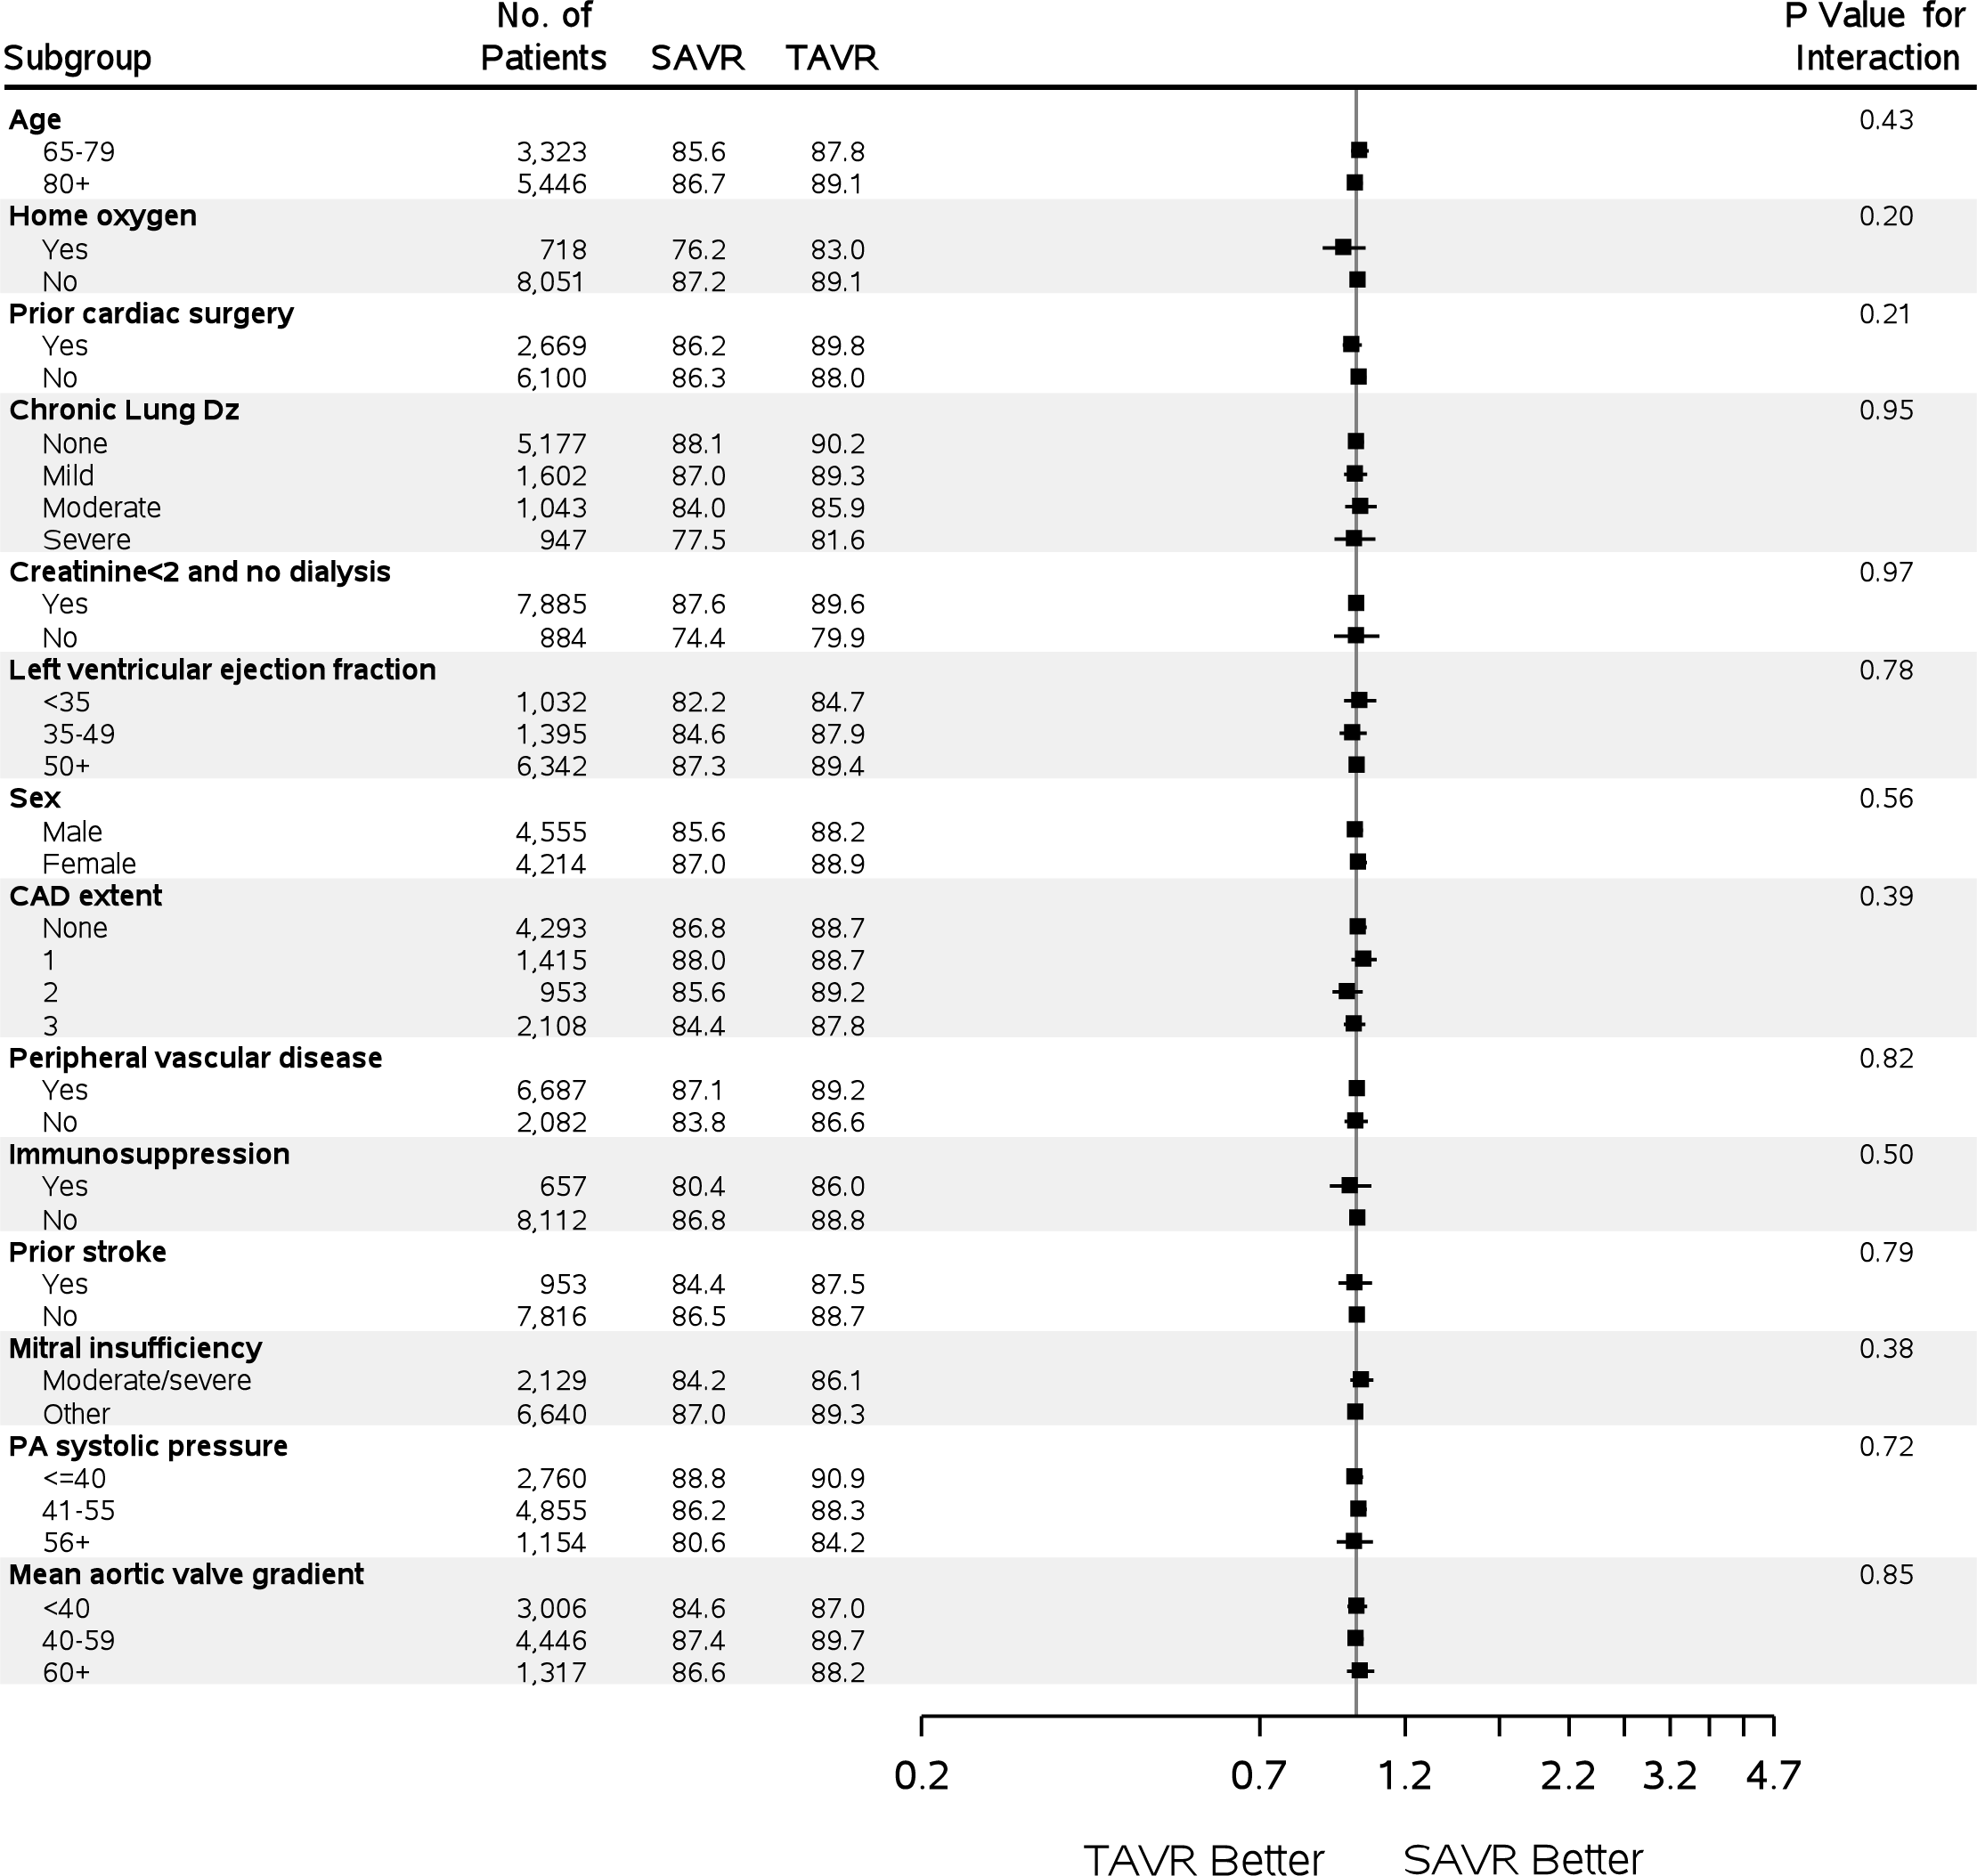 No. of
P Value for
Subgroup Patients SAVR TAVR Interaction
Age 0.43
65-79 3,323 85.6 87.8
80+ 5,446 86.7 89.1
Home oxygen 0.20
Yes 718 76.2 83.0
No 8,051 87.2 89.1
Prior cardiac surgery 0.21
Yes 2,669 86.2 89.8
No 6,100 86.3 88.0
Chronic Lung Dz 0.95
None 5,177 88.1 90.2
Mild 1,602 87.0 89.3
Moderate 1,043 84.0 85.9
Severe 947 77.5 81.6
Creatinine<2 and no dialysis 0.97
Yes 7,885 87.6 89.6
No 884 74.4 79.9
Left ventricular ejection fraction 0.78
<35 1,032 82.2 84.7
35-49 1,395 84.6 87.9
50+ 6,342 87.3 89.4
Sex 0.56
Male 4,555 85.6 88.2
Female 4,214 87.0 88.9
CAD extent 0.39
None 4,293 86.8 88.7
1 1,415 88.0 88.7
2 953 85.6 89.2
3 2,108 84.4 87.8
Peripheral vascular disease 0.82
Yes 6,687 87.1 89.2
No 2,082 83.8 86.6
Immunosuppression 0.50
Yes 657 80.4 86.0
No 8,112 86.8 88.8
Prior stroke 0.79
Yes 953 84.4 87.5
No 7,816 86.5 88.7
Mitral insufficiency 0.38
Moderate/severe 2,129 84.2 86.1
Other 6,640 87.0 89.3
PA systolic pressure 0.72
<=40 2,760 88.8 90.9
41-55 4,855 86.2 88.3
56+ 1,154 80.6 84.2
Mean aortic valve gradient 0.85
<40 3,006 84.6 87.0
40-59 4,446 87.4 89.7
60+ 1,317 86.6 88.2
0.2 0.7 1.2 2.2 3.2 4.7
TAVR Better SAVR Better